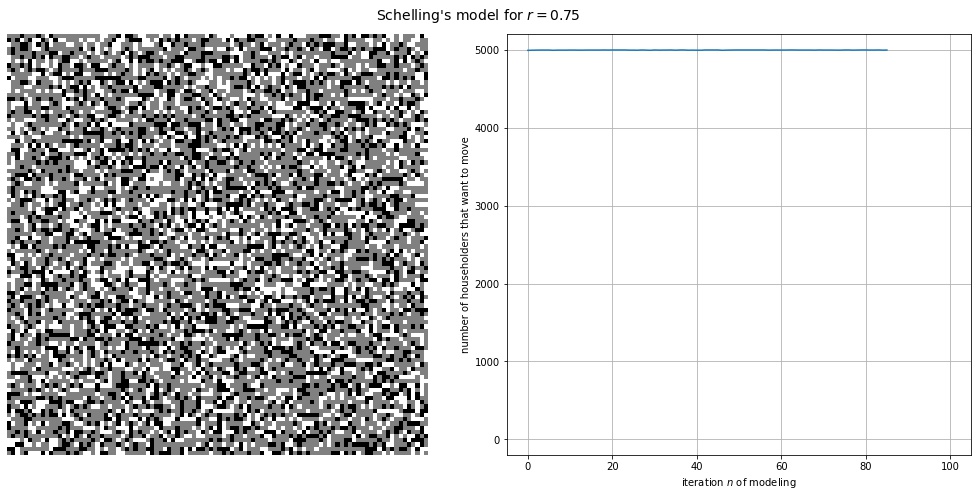 Schelling's model for r = 0.75
number of householders that want to move
5000
4000
3000
2000
1000
0
0 20 40 60 80 100
iteration n of modeling